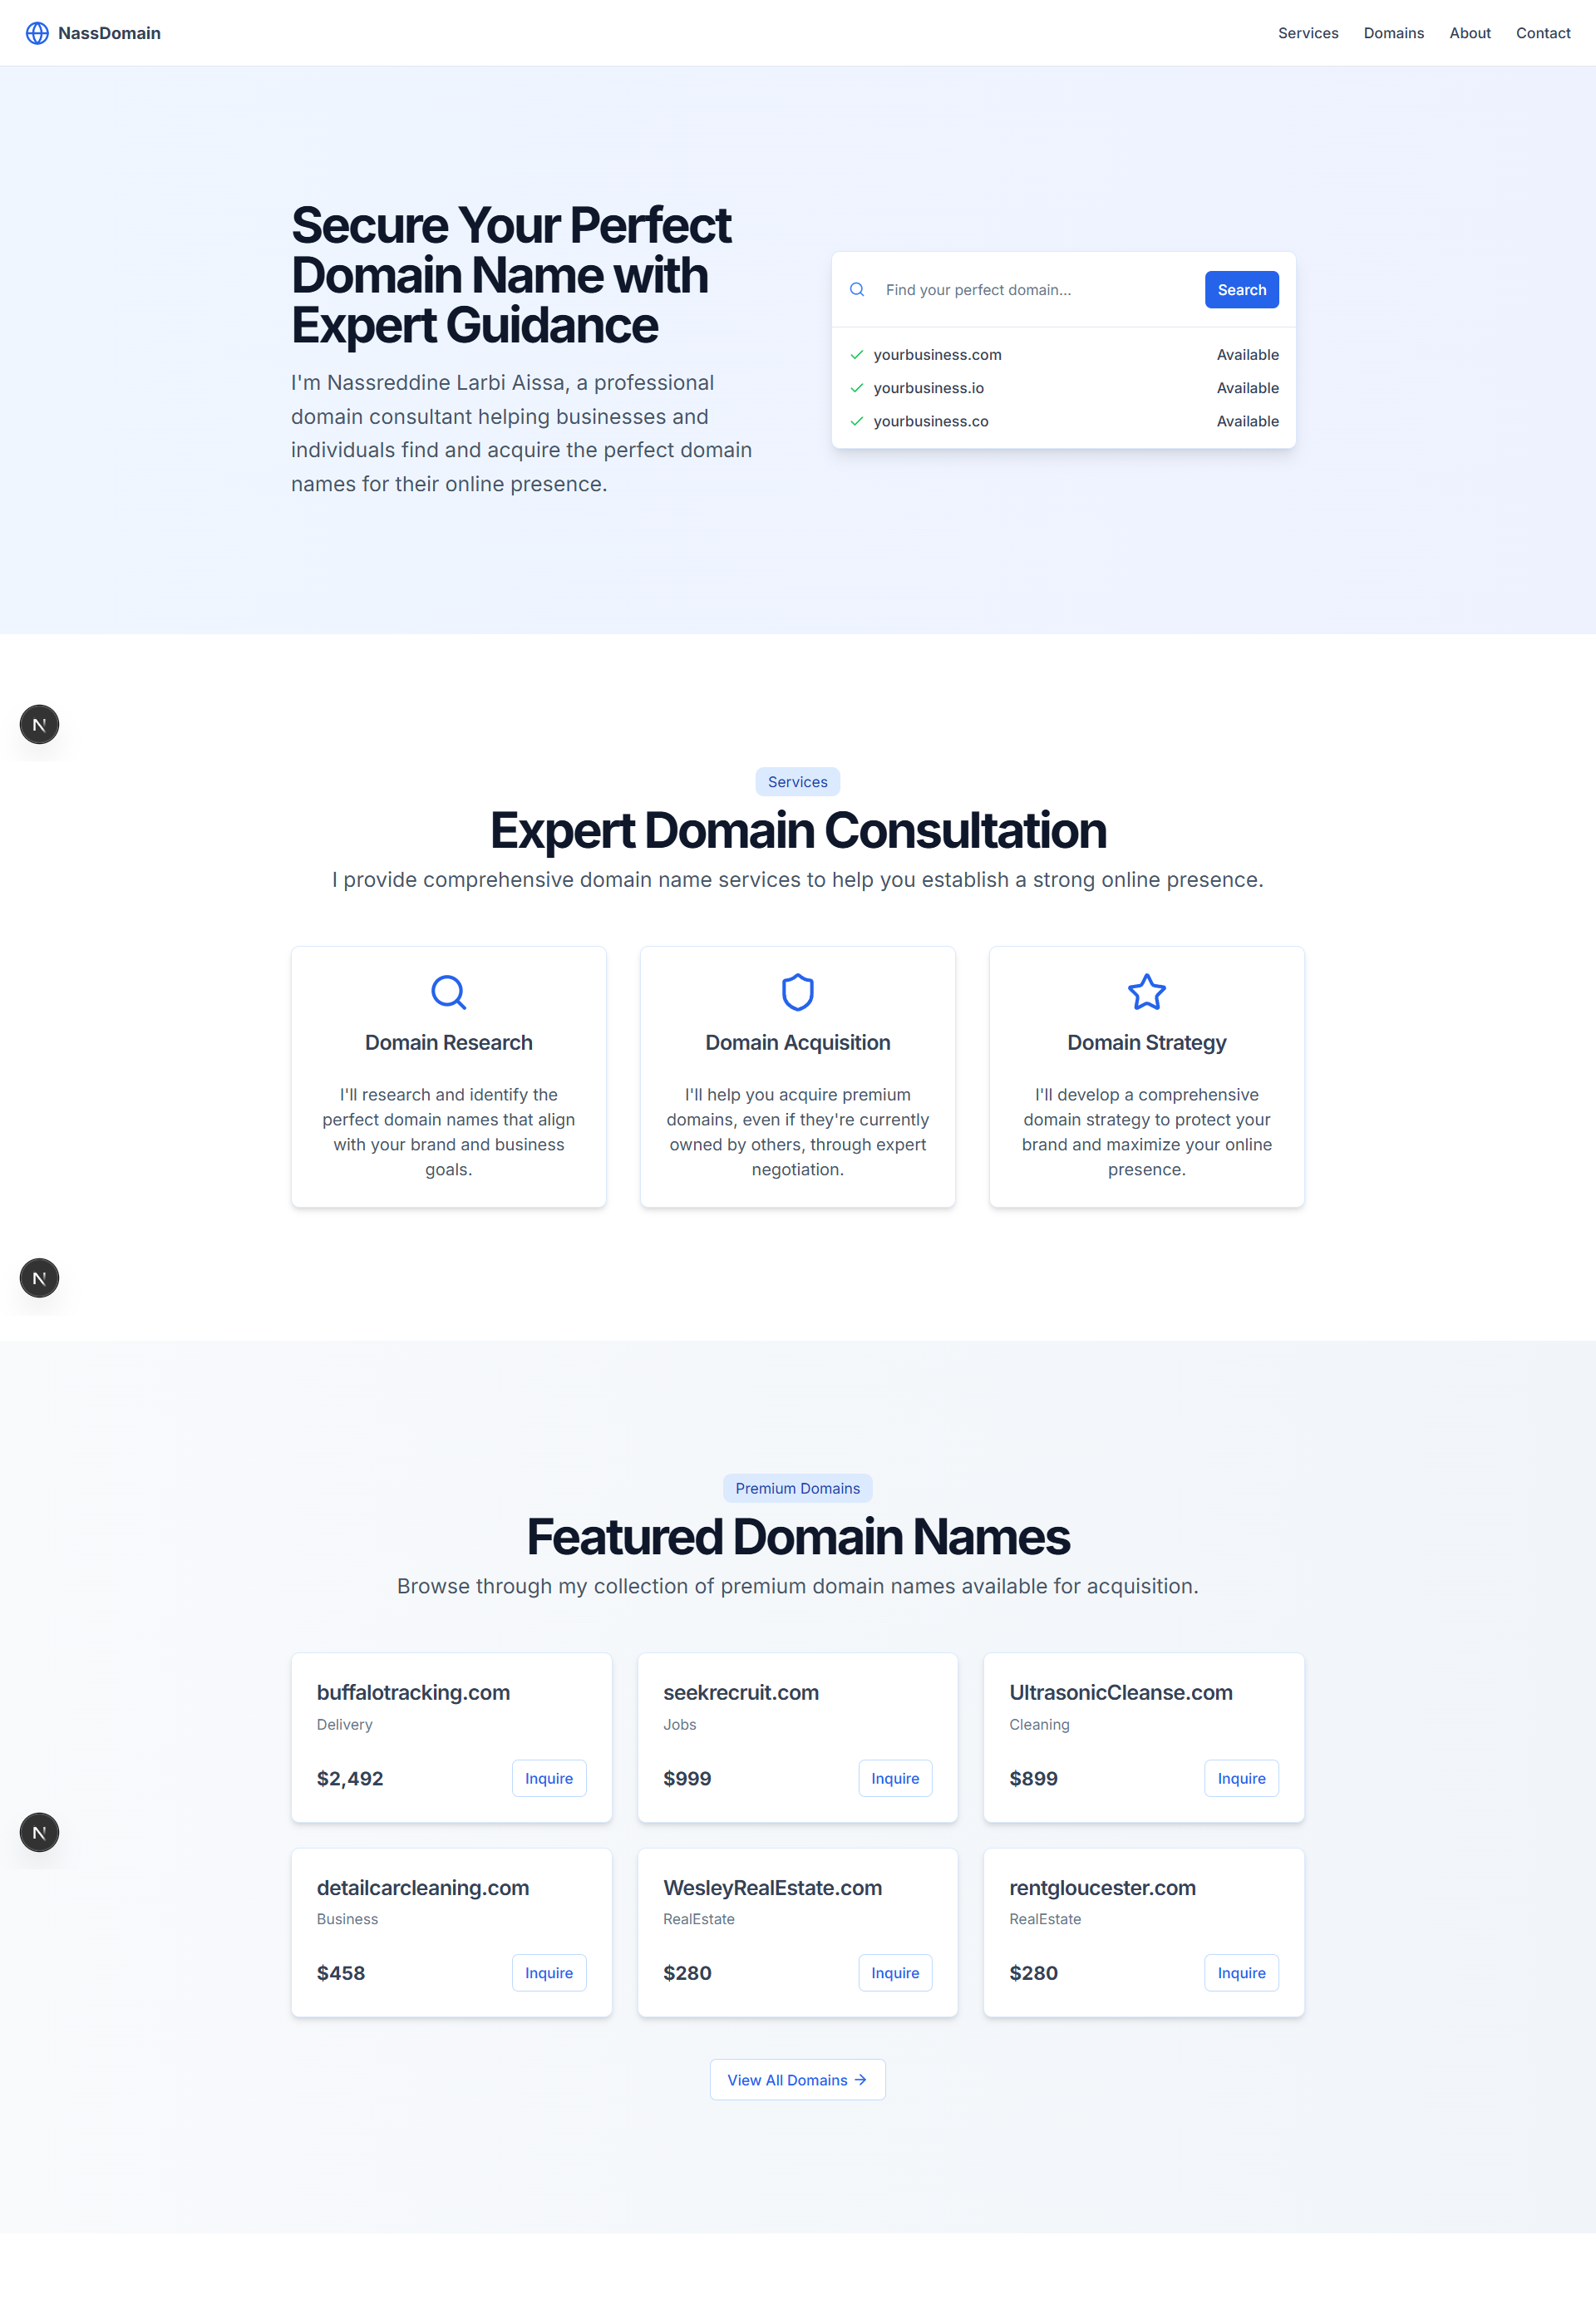 NassDomain
Services Domains About Contact
Secure Your Perfect
Domain Name with
Expert Guidance
I'm Nassreddine Larbi Aissa, a professional
domain consultant helping businesses and
individuals find and acquire the perfect domain
names for their online presence.
Find your perfect domain...
Search
yourbusiness.com Available
yourbusiness.io Available
yourbusiness.co Available
N
Services
Expert Domain Consultation
I provide comprehensive domain name services to help you establish a strong online presence.
Domain Research
I'll research and identify the
perfect domain names that align
with your brand and business
goals.
Domain Acquisition
I'll help you acquire premium
domains, even if they're currently
owned by others, through expert
negotiation.
Domain Strategy
I'll develop a comprehensive
domain strategy to protect your
brand and maximize your online
presence.
N
Premium Domains
Featured Domain Names
Browse through my collection of premium domain names available for acquisition.
buffalotracking.com
Delivery
$2,492 Inquire
seekrecruit.com
Jobs
$999 Inquire
UltrasonicCleanse.com
Cleaning
$899 Inquire
N
detailcarcleaning.com
Business
$458 Inquire
WesleyRealEstate.com
RealEstate
$280 Inquire
rentgloucester.com
RealEstate
$280 Inquire
View All Domains